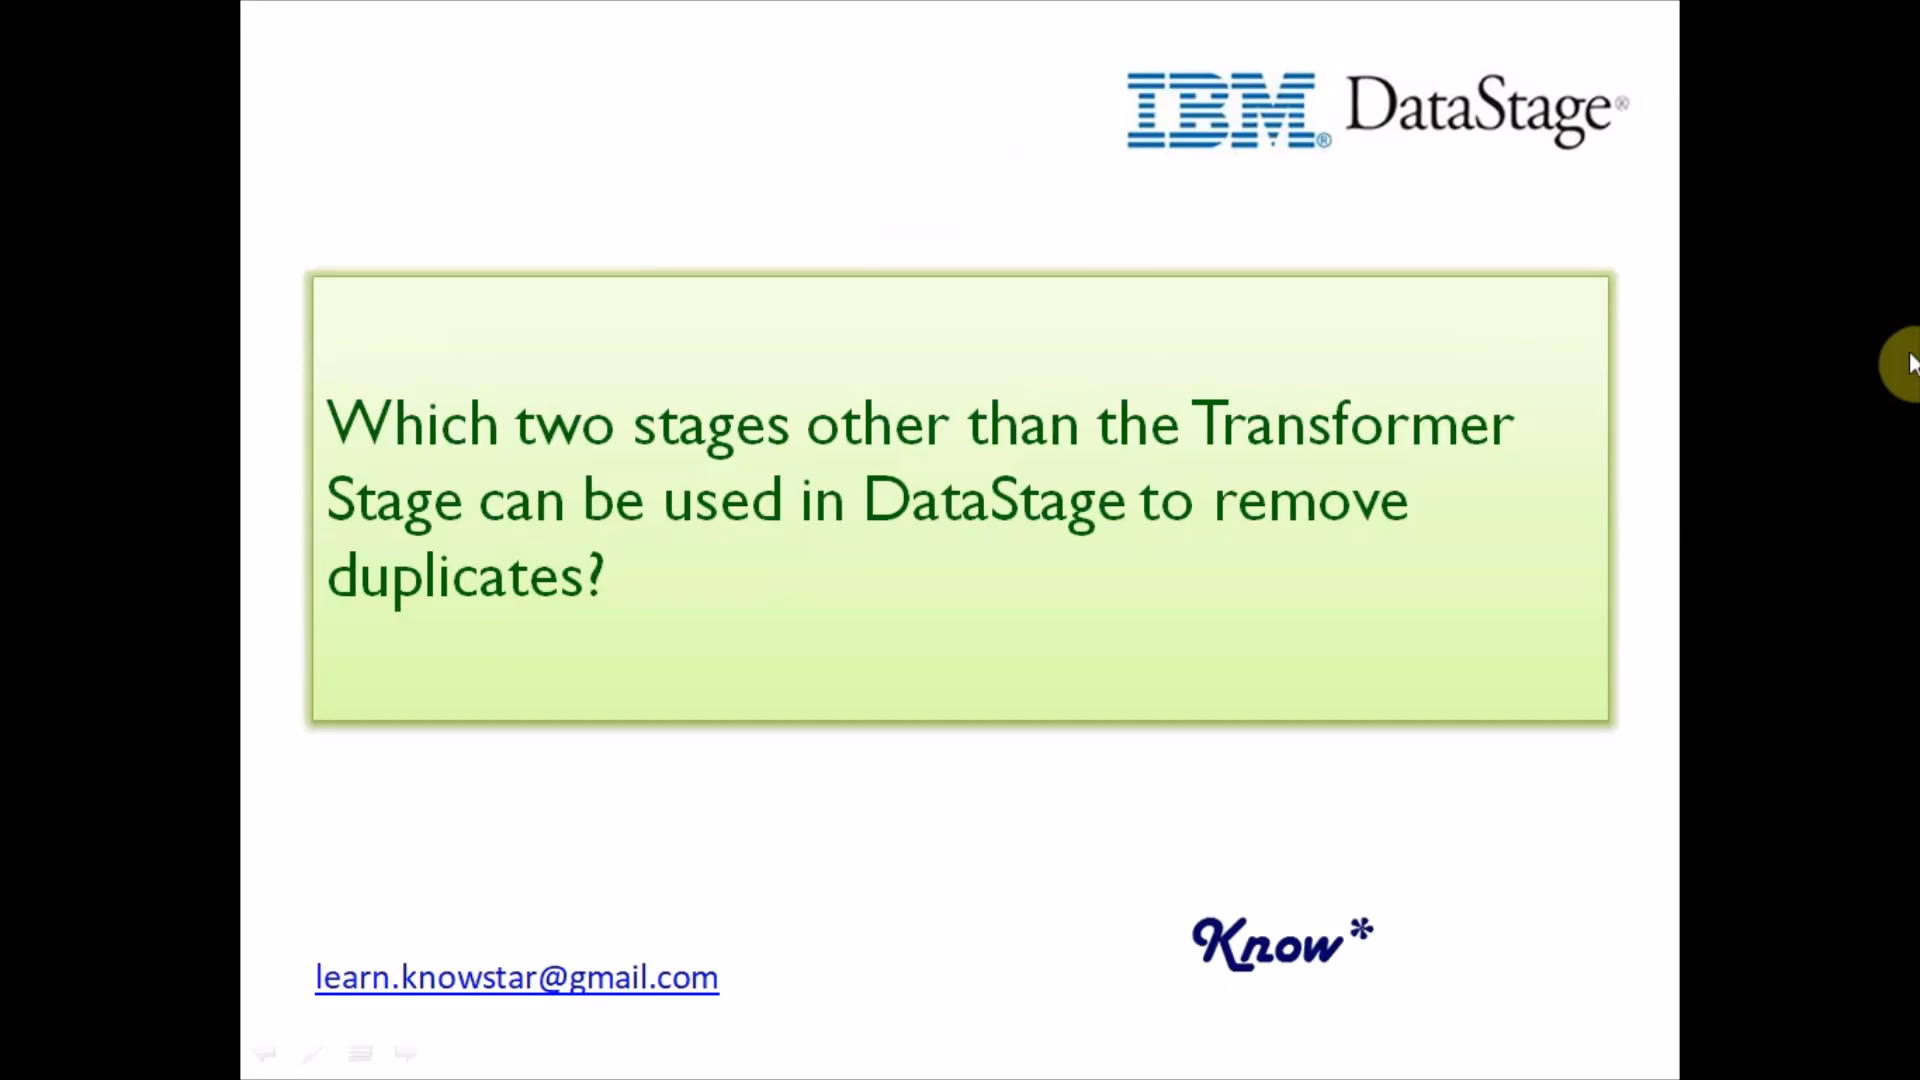 IBM® DataStage®
Which two stages other than the Transformer
Stage can be used in DataStage to remove
duplicates?
Know*
learn.knowstar@gmail.com